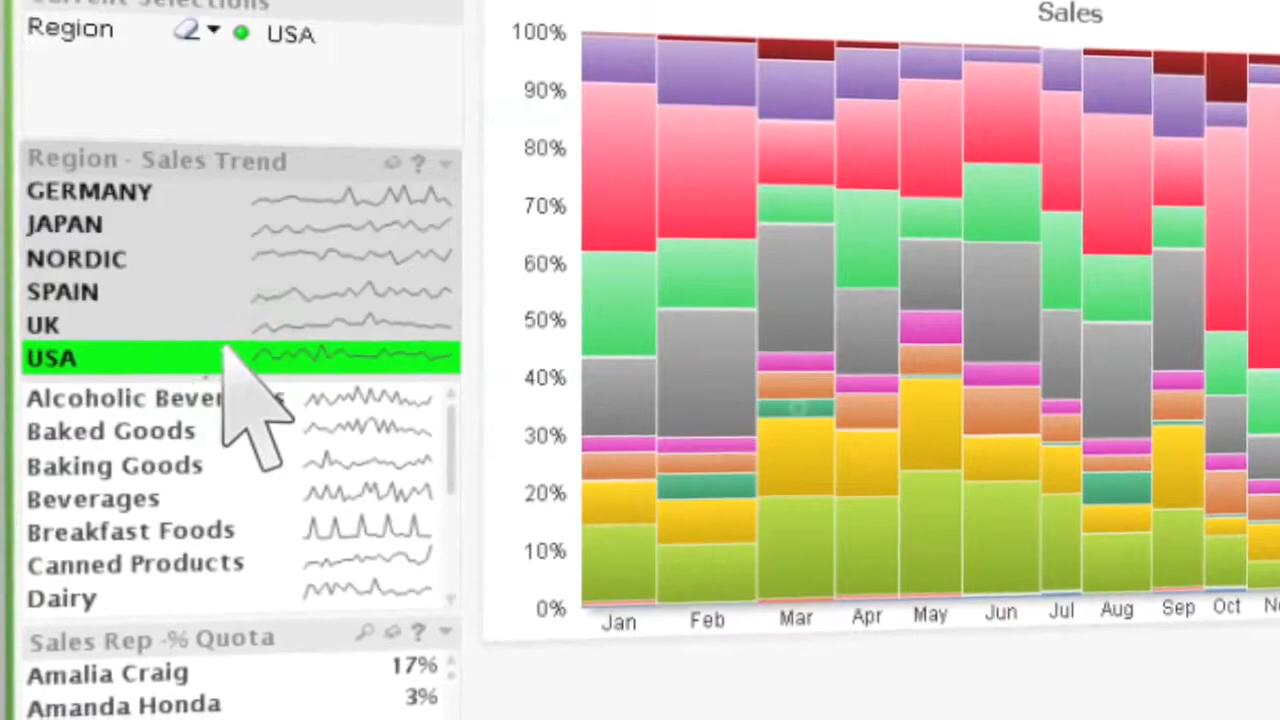 Current Selections
Region USA
Region - Sales Trend
GERMANY
JAPAN
NORDIC
SPAIN
UK
USA
Baked Goods
Alcoholic
Baking Goods
Beverages
Breakfast Foods
Canned Products
Dairy
Sales Rep -% Quota
Amalia Craig 17%
Amanda Honda 3%
Sales
100%
90%
80%
70%
60%
50%
40%
30%
20%
10%
0%
Jan Feb Mar Apr May Jun Jul Aug Sep Oct